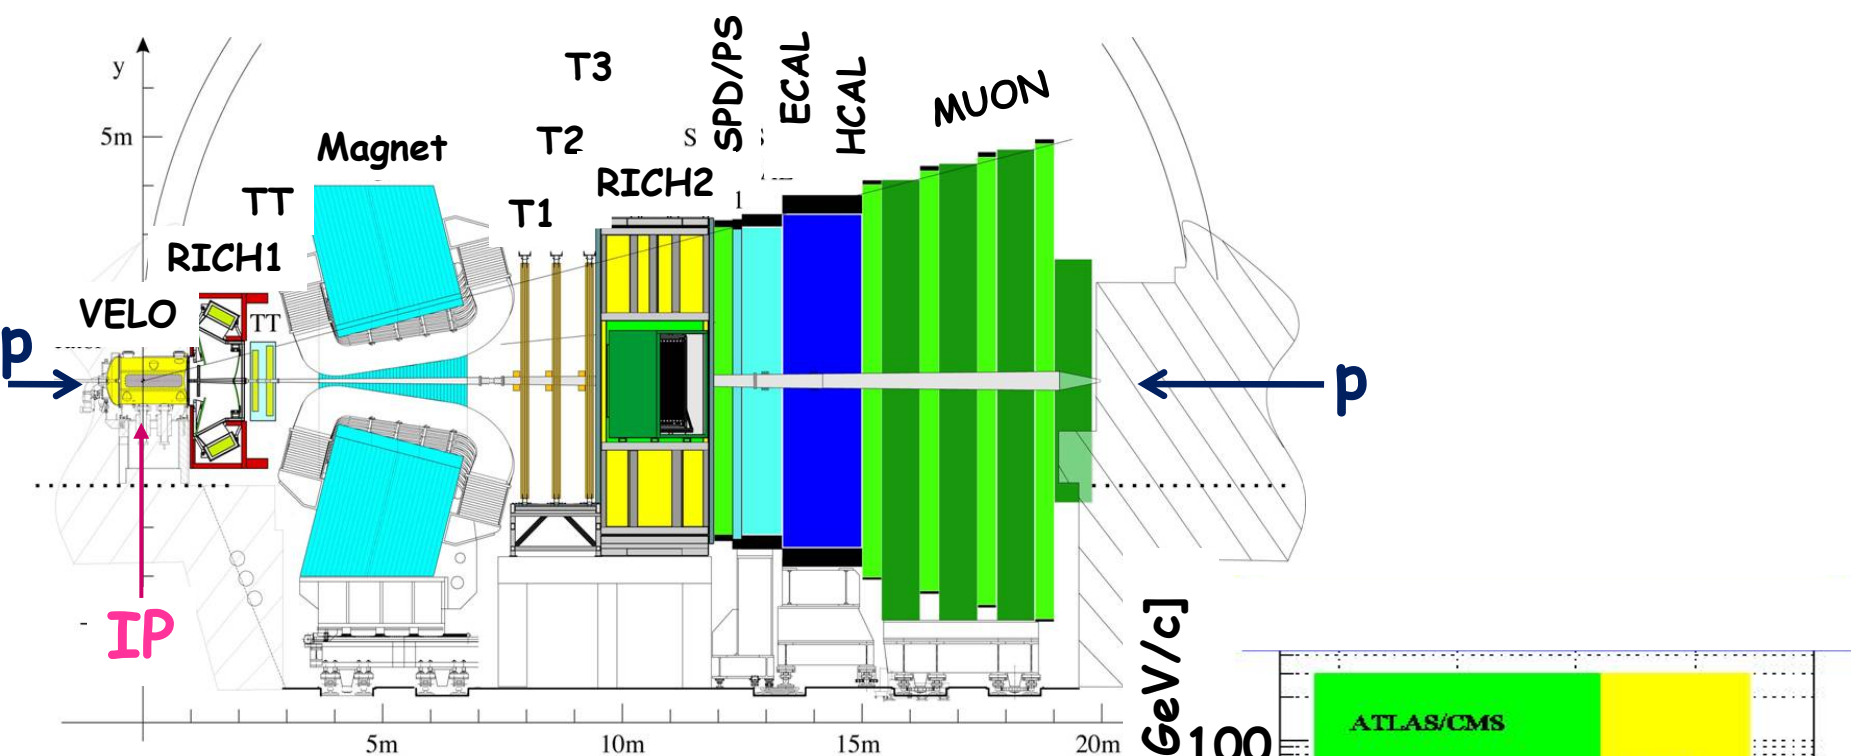 y
5m
T3
T2
T1
S
SPD/PS
ECAL
HCAL
MUON
Magnet
RICH2
1
TT
RICH1
TT
VELO
p
p
IP
5m
10m
15m
20m
GeV/c]
100
ATLAS/CMS